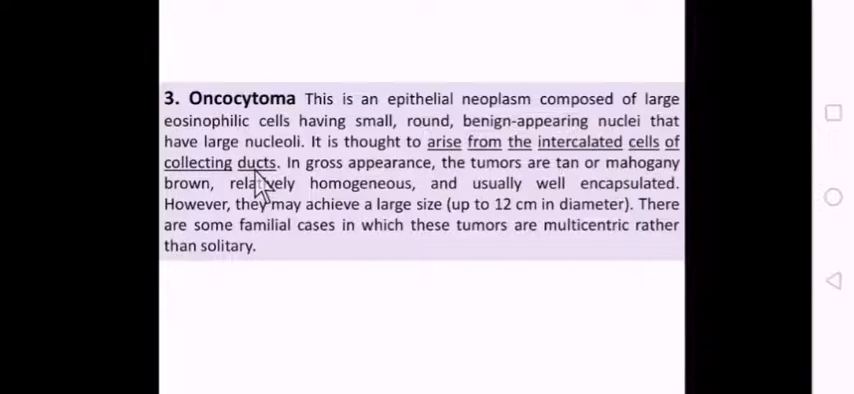 3. Oncocytoma This is an epithelial neoplasm composed of large
eosinophilic cells having small, round, benign-appearing nuclei that
have large nucleoli. It is thought to arise from the intercalated cells of
collecting ducts. In gross appearance, the tumors are tan or mahogany
brown, relatively homogeneous, and usually well encapsulated.
However, they may achieve a large size (up to 12 cm in diameter). There
are some familial cases in which these tumors are multicentric rather
than solitary.